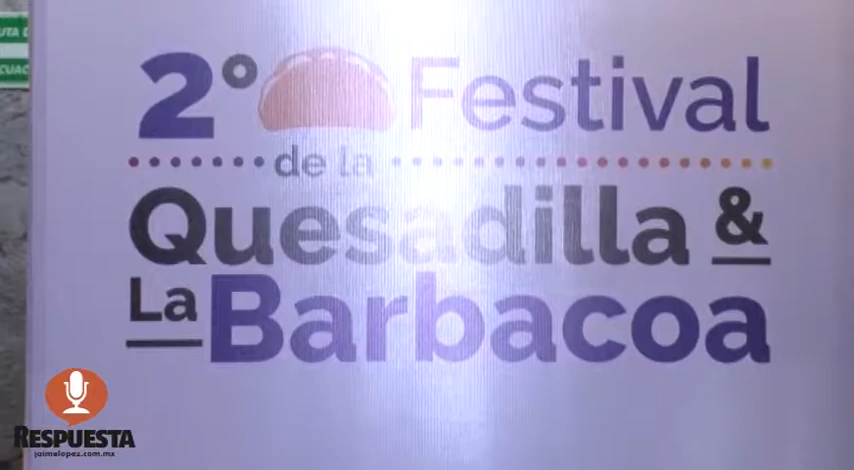 2° Festival
de la
Quesadilla &
La Barbacoa
RESPUESTA
jaimelopez.com.mx